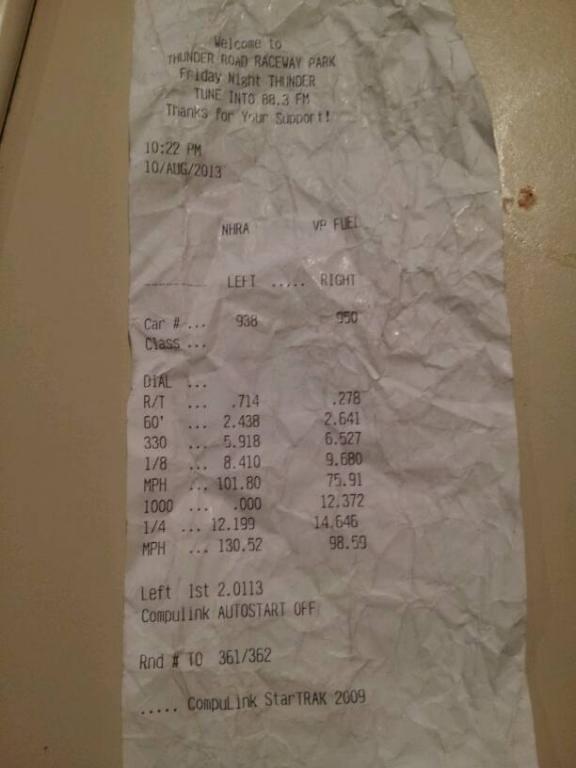 Welcome to
THUNDER ROAD RACEWAY PARK
Friday Night THUNDER
TUNE INTO 88.3 FM
Thanks for Your Support!
10:22 PM
10/AUG/2013
NHRA VP FUEL
.......... LEFT ..... RIGHT
Car # ... 938 950
Class ...
DIAL ...
R/T ... .714 .278
60' ... 2.438 2.641
330 ... 5.918 6.527
1/8 ... 8.410 9.680
MPH ... 101.80 75.91
1000 ... .000 12.372
1/4 ... 12.199 14.646
MPH ... 130.52 98.59
Left 1st 2.0113
Compulink AUTOSTART OFF
Rnd # TO 361/362
..... CompuLink StarTRAK 2009